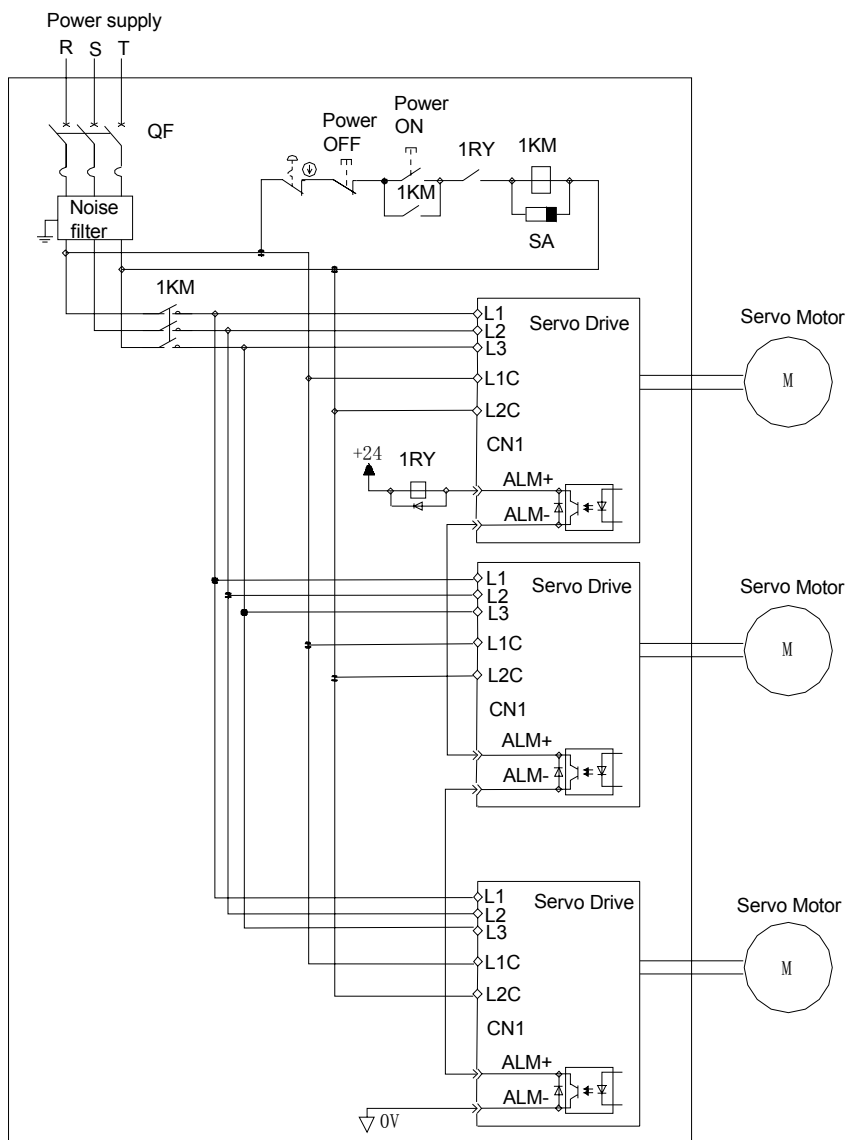 Power supply
R S T
QF
Power
OFF
Power
ON
1RY
1KM
1KM
SA
Noise
filter
1KM
L1
L2
L3
L1C
L2C
Servo Drive
CN1
Servo Motor
M
+24
1RY
ALM+
ALM-
L1
L2
L3
L1C
L2C
Servo Drive
CN1
Servo Motor
M
ALM+
ALM-
L1
L2
L3
L1C
L2C
Servo Drive
CN1
Servo Motor
M
ALM+
ALM-
0V